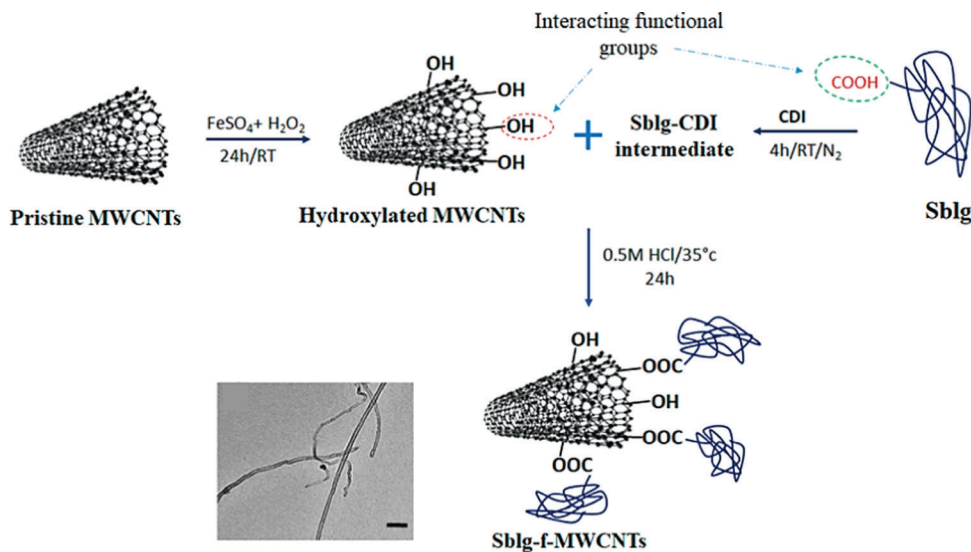 Interacting functional
groups
OH
OH
OH
OH
OH
COOH
FeSO₄+ H₂O₂
24h/RT
+
Sblg-CDI
intermediate
CDI
4h/RT/N₂
Pristine MWCNTs
Hydroxylated MWCNTs
Sblg
0.5M HCl/35°c
24h
OH
OOC
OH
OOC
OOC
Sblg-f-MWCNTs